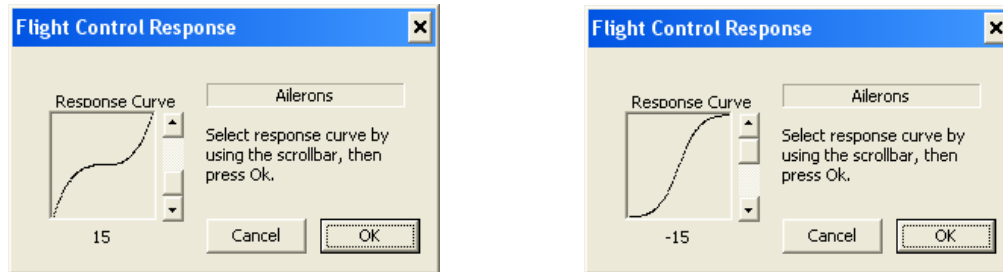 Flight Control Response
Response Curve
Ailerons
Select response curve by
using the scrollbar, then
press Ok.
15
Cancel
OK
Flight Control Response
Response Curve
Ailerons
Select response curve by
using the scrollbar, then
press Ok.
-15
Cancel
OK